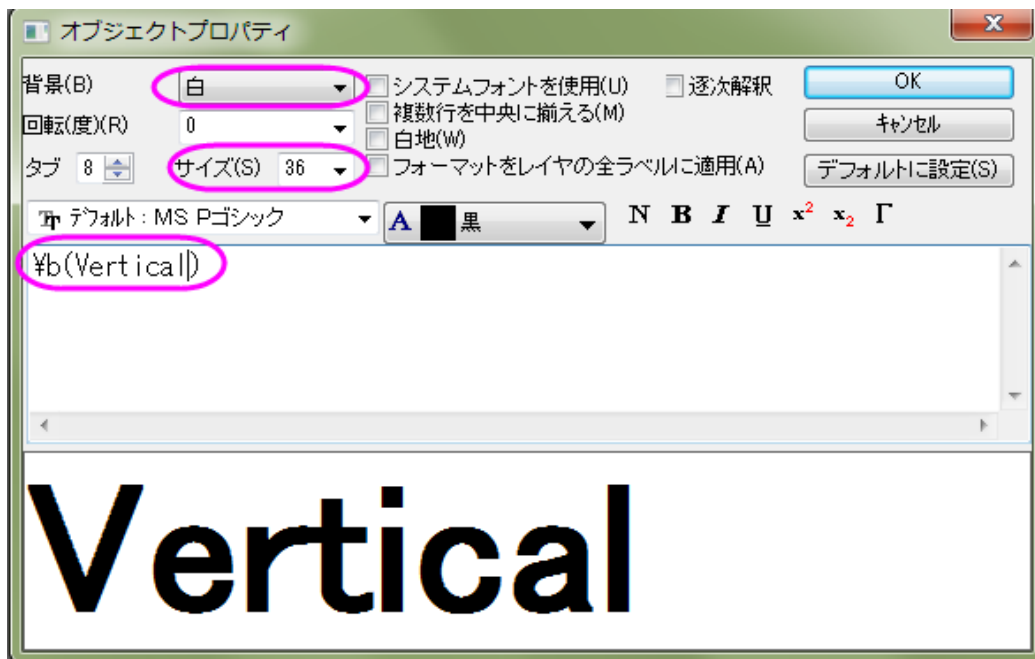 オブジェクトプロパティ
背景(B) 白 システムフォントを使用(U) 逐次解釈 OK
複数行を中央に揃える(M)
回転(度)(R) 0 白地(W) キャンセル
タブ 8 サイズ(S) 36 フォーマットをレイヤの全ラベルに適用(A) デフォルトに設定(S)
デフォルト : MS Pゴシック A 黒 N B I U x² x₂ Γ
¥b(Vertical)
Vertical